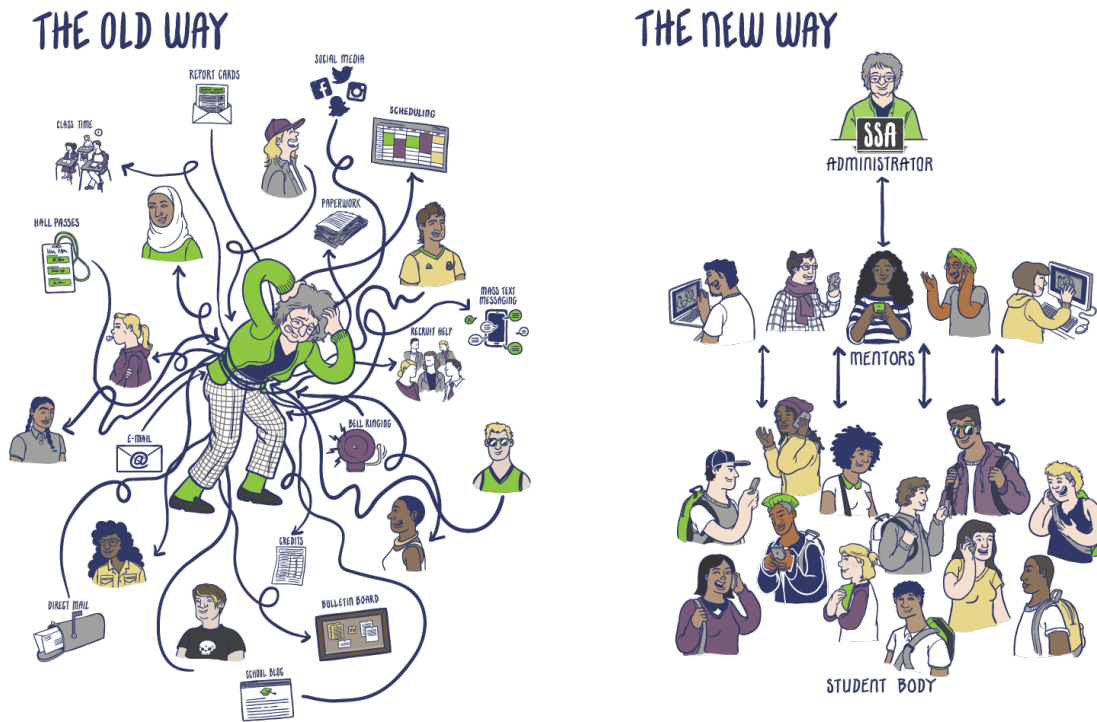 THE OLD WAY
REPORT CARDS
SOCIAL MEDIA
SCHEDULING
CLASS TIME
HALL PASSES
PAPERWORK
MASS TEXT
MESSAGING
RECRUIT HELP
E-MAIL
@
BELL RINGING
CREDITS
DIRECT MAIL
BULLETIN BOARD
SCHOOL BLOG
THE NEW WAY
SSA
ADMINISTRATOR
MENTORS
STUDENT BODY